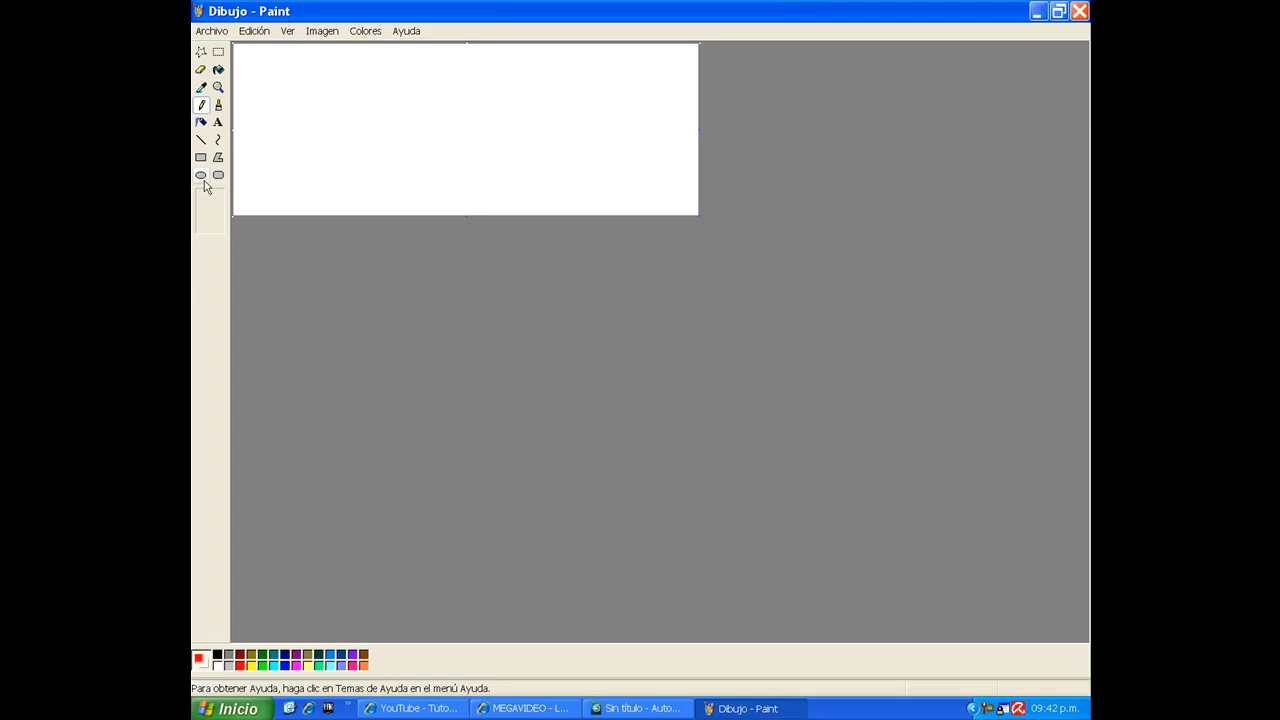 Dibujo - Paint
Archivo Edición Ver Imagen Colores Ayuda
A
Para obtener Ayuda, haga clic en Temas de Ayuda en el menú Ayuda.
Inicio YouTube - Tuto... MEGAVIDEO - L... Sin título - Auto... Dibujo - Paint 09:42 p.m.